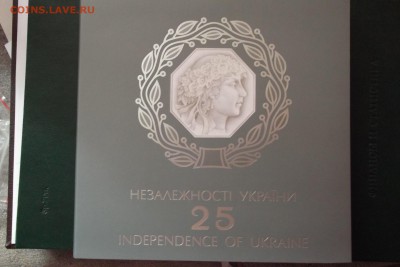 COINS.LAVE.RU
НЕЗАЛЕЖНОСТІ УКРАЇНИ
25
INDEPENDENCE OF UKRAINE